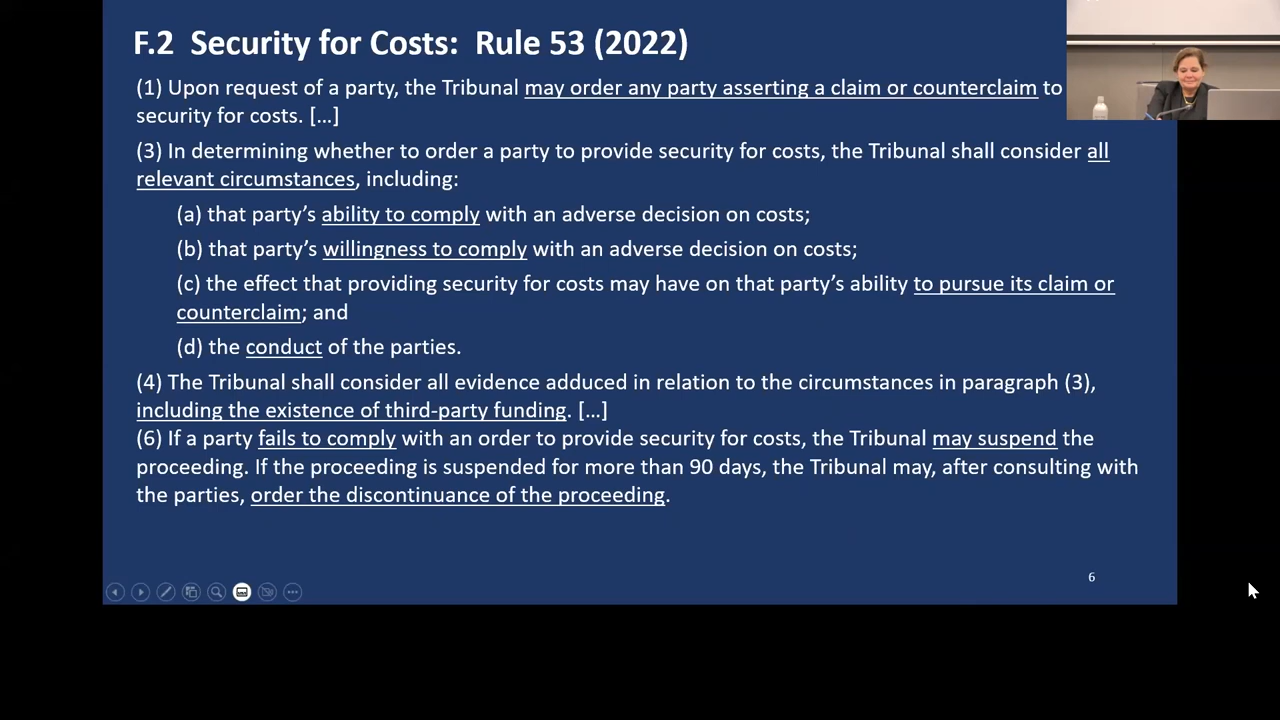 F.2 Security for Costs: Rule 53 (2022)
(1) Upon request of a party, the Tribunal may order any party asserting a claim or counterclaim to
security for costs. […]
(3) In determining whether to order a party to provide security for costs, the Tribunal shall consider all
relevant circumstances, including:
(a) that party’s ability to comply with an adverse decision on costs;
(b) that party’s willingness to comply with an adverse decision on costs;
(c) the effect that providing security for costs may have on that party’s ability to pursue its claim or
counterclaim; and
(d) the conduct of the parties.
(4) The Tribunal shall consider all evidence adduced in relation to the circumstances in paragraph (3),
including the existence of third-party funding. […]
(6) If a party fails to comply with an order to provide security for costs, the Tribunal may suspend the
proceeding. If the proceeding is suspended for more than 90 days, the Tribunal may, after consulting with
the parties, order the discontinuance of the proceeding.
6